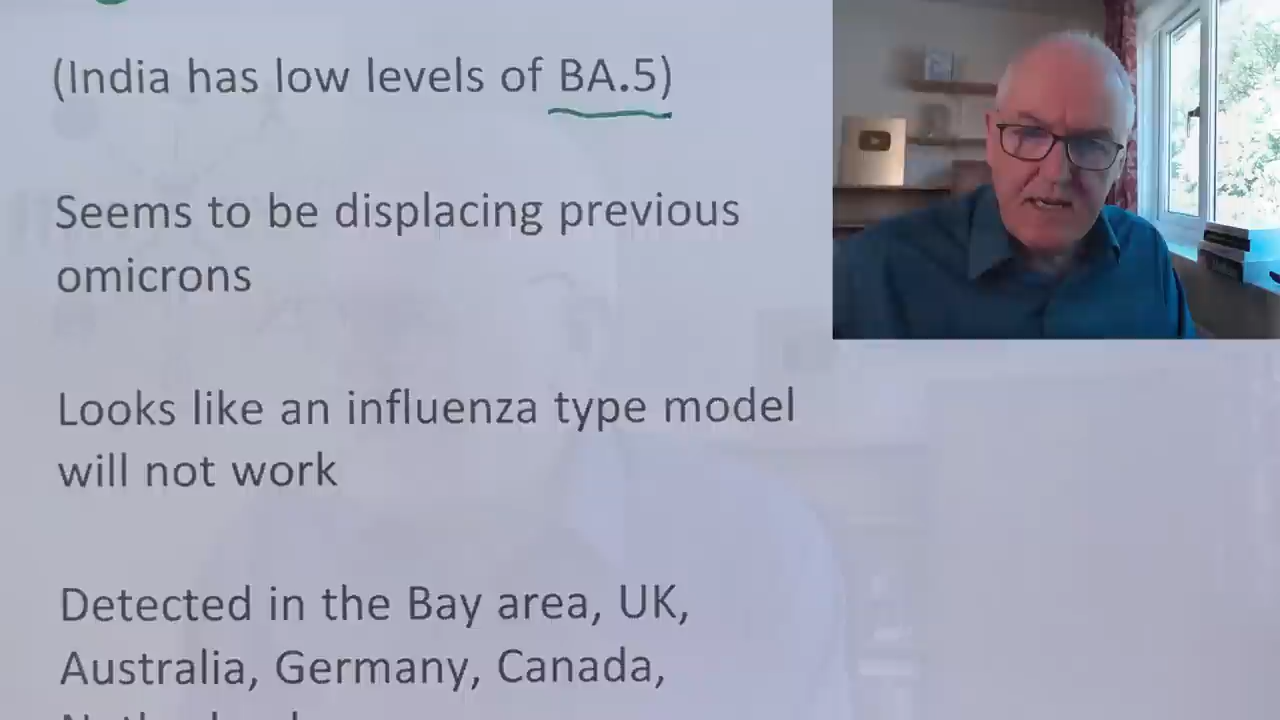 (India has low levels of BA.5)
Seems to be displacing previous
omicrons
Looks like an influenza type model
will not work
Detected in the Bay area, UK,
Australia, Germany, Canada,